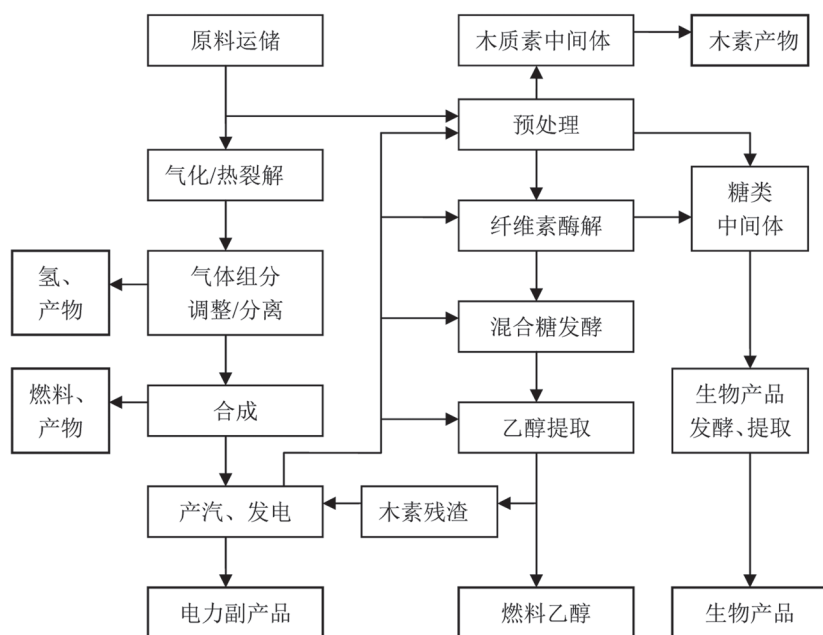 原料运储
木质素中间体
木素产物
预处理
气化/热裂解
糖类
中间体
纤维素酶解
氢、
产物
气体组分
调整/分离
混合糖发酵
燃料、
产物
合成
乙醇提取
生物产品
发酵、提取
产汽、发电
木素残渣
电力副产品
燃料乙醇
生物产品